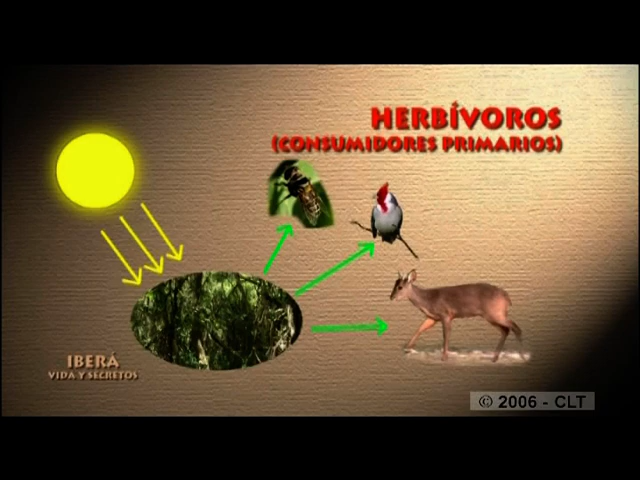 HERBÍVOROS
(CONSUMIDORES PRIMARIOS)
IBERÁ
VIDA Y SECRETOS
© 2006 - CLT